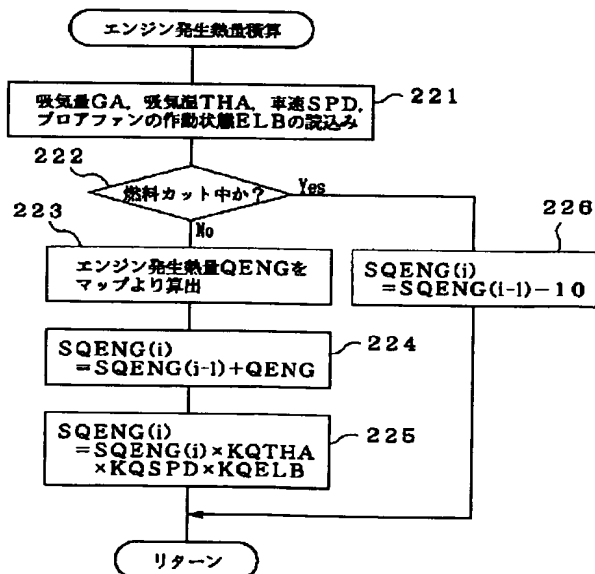 エンジン発生熱量積算
吸気量GA，吸気温THA，車速SPD，
ブロアファンの作動状態ELBの読込み
221
222
燃料カット中か？
Yes
No
223
エンジン発生熱量QENGを
マップより算出
226
SQENG(i)
=SQENG(i-1)-10
SQENG(i)
=SQENG(i-1)+QENG
224
SQENG(i)
=SQENG(i)×KQTHA
×KQSPD×KQELB
225
リターン